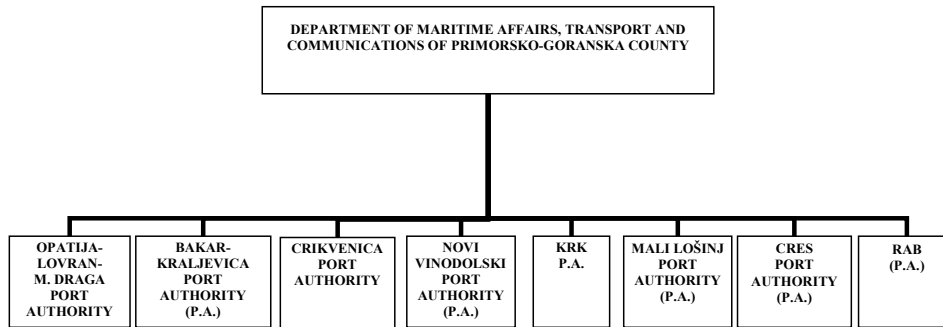 DEPARTMENT OF MARITIME AFFAIRS, TRANSPORT AND
COMMUNICATIONS OF PRIMORSKO-GORANSKA COUNTY
OPATIJA-
LOVRAN-
M. DRAGA
PORT
AUTHORITY
BAKAR-
KRALJEVICA
PORT
AUTHORITY
(P.A.)
CRIKVENICA
PORT
AUTHORITY
NOVI
VINODOLSKI
PORT
AUTHORITY
(P.A.)
KRK
P.A.
MALI LOŠINJ
PORT
AUTHORITY
(P.A.)
CRES
PORT
AUTHORITY
(P.A.)
RAB
(P.A.)